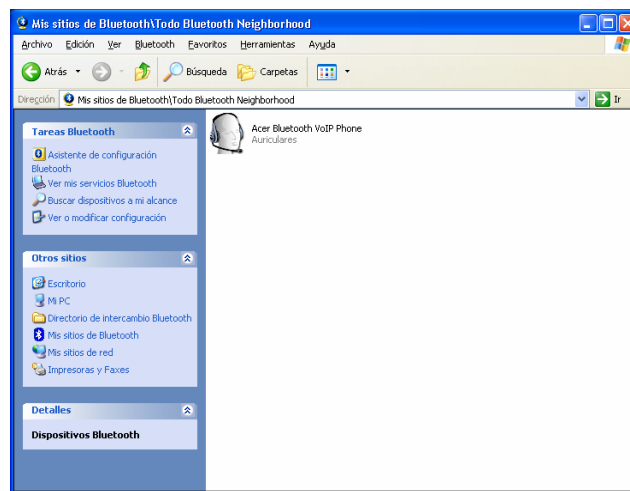 Mis sitios de Bluetooth\Todo Bluetooth Neighborhood
Archivo Edición Ver Bluetooth Favoritos Herramientas Ayuda
Atrás Búsqueda Carpetas
Dirección Mis sitios de Bluetooth\Todo Bluetooth Neighborhood Ir
Tareas Bluetooth
Asistente de configuración
Bluetooth
Ver mis servicios Bluetooth
Buscar dispositivos a mi alcance
Ver o modificar configuración
Otros sitios
Escritorio
Mi PC
Directorio de intercambio Bluetooth
Mis sitios de Bluetooth
Mis sitios de red
Impresoras y Faxes
Detalles
Dispositivos Bluetooth
Acer Bluetooth VoIP Phone
Auriculares